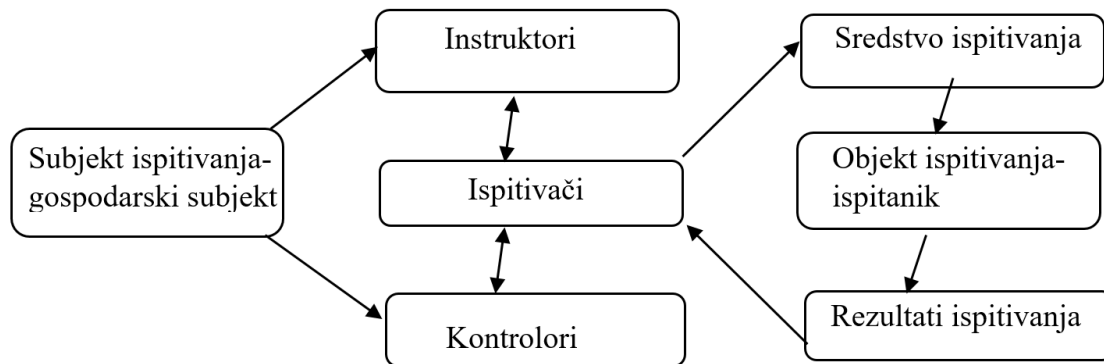 Subjekt ispitivanja-
gospodarski subjekt
Instruktori
Ispitivači
Kontrolori
Sredstvo ispitivanja
Objekt ispitivanja-
ispitanik
Rezultati ispitivanja